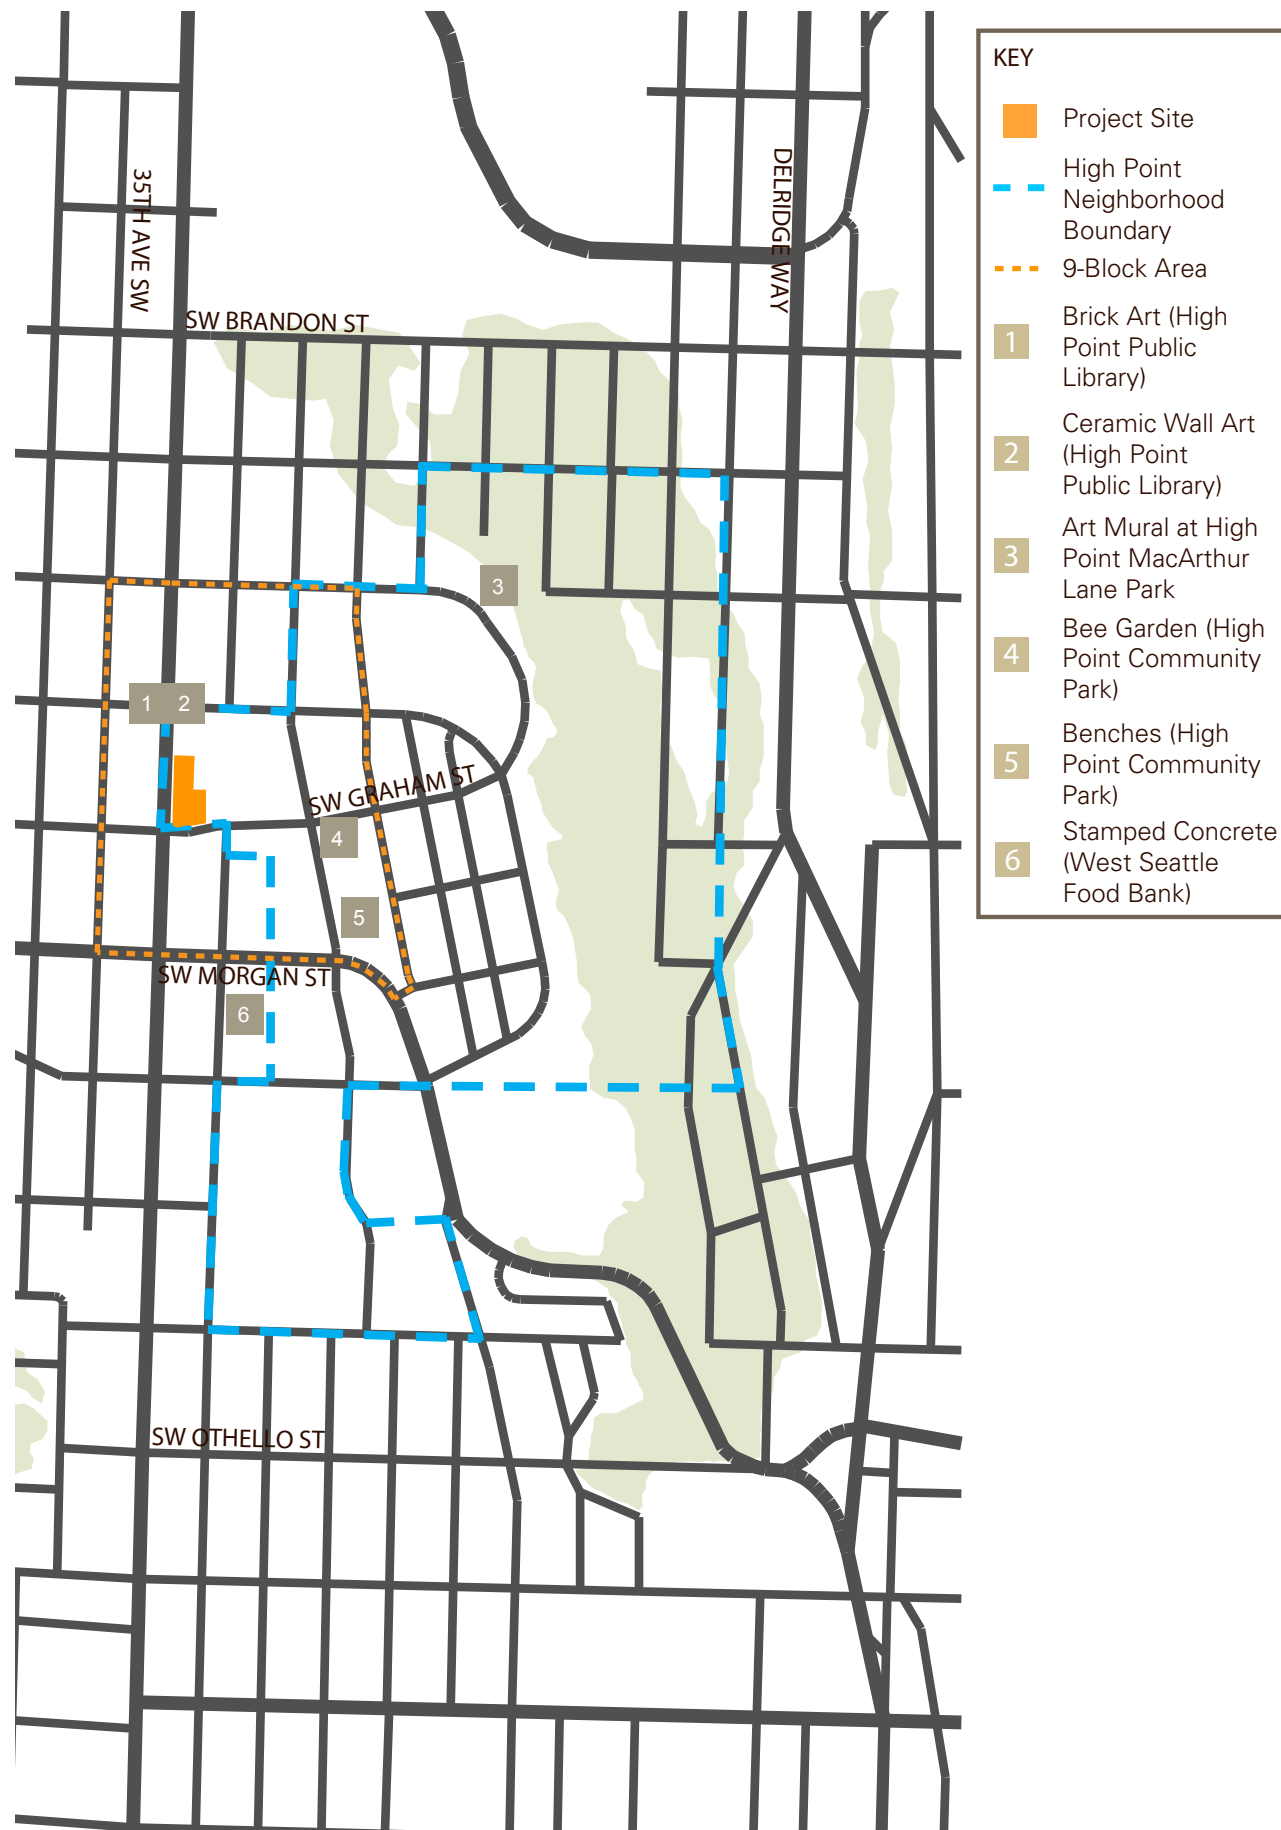 35TH AVE SW
DELRIDGE WAY
SW BRANDON ST
3
1
2
SW GRAHAM ST
4
5
SW MORGAN ST
6
SW OTHELLO ST
KEY
Project Site
High Point
Neighborhood
Boundary
9-Block Area
1
Brick Art (High
Point Public
Library)
2
Ceramic Wall Art
(High Point
Public Library)
3
Art Mural at High
Point MacArthur
Lane Park
4
Bee Garden (High
Point Community
Park)
5
Benches (High
Point Community
Park)
6
Stamped Concrete
(West Seattle
Food Bank)